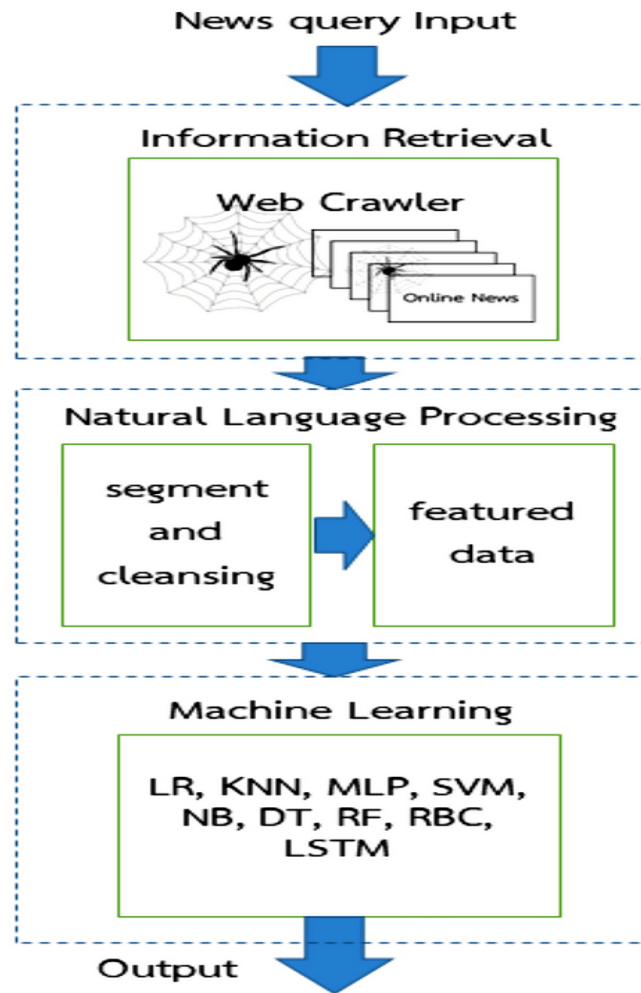 News query Input
Information Retrieval
Web Crawler
Online News
Natural Language Processing
segment
and
cleansing
featured
data
Machine Learning
LR, KNN, MLP, SVM,
NB, DT, RF, RBC,
LSTM
Output